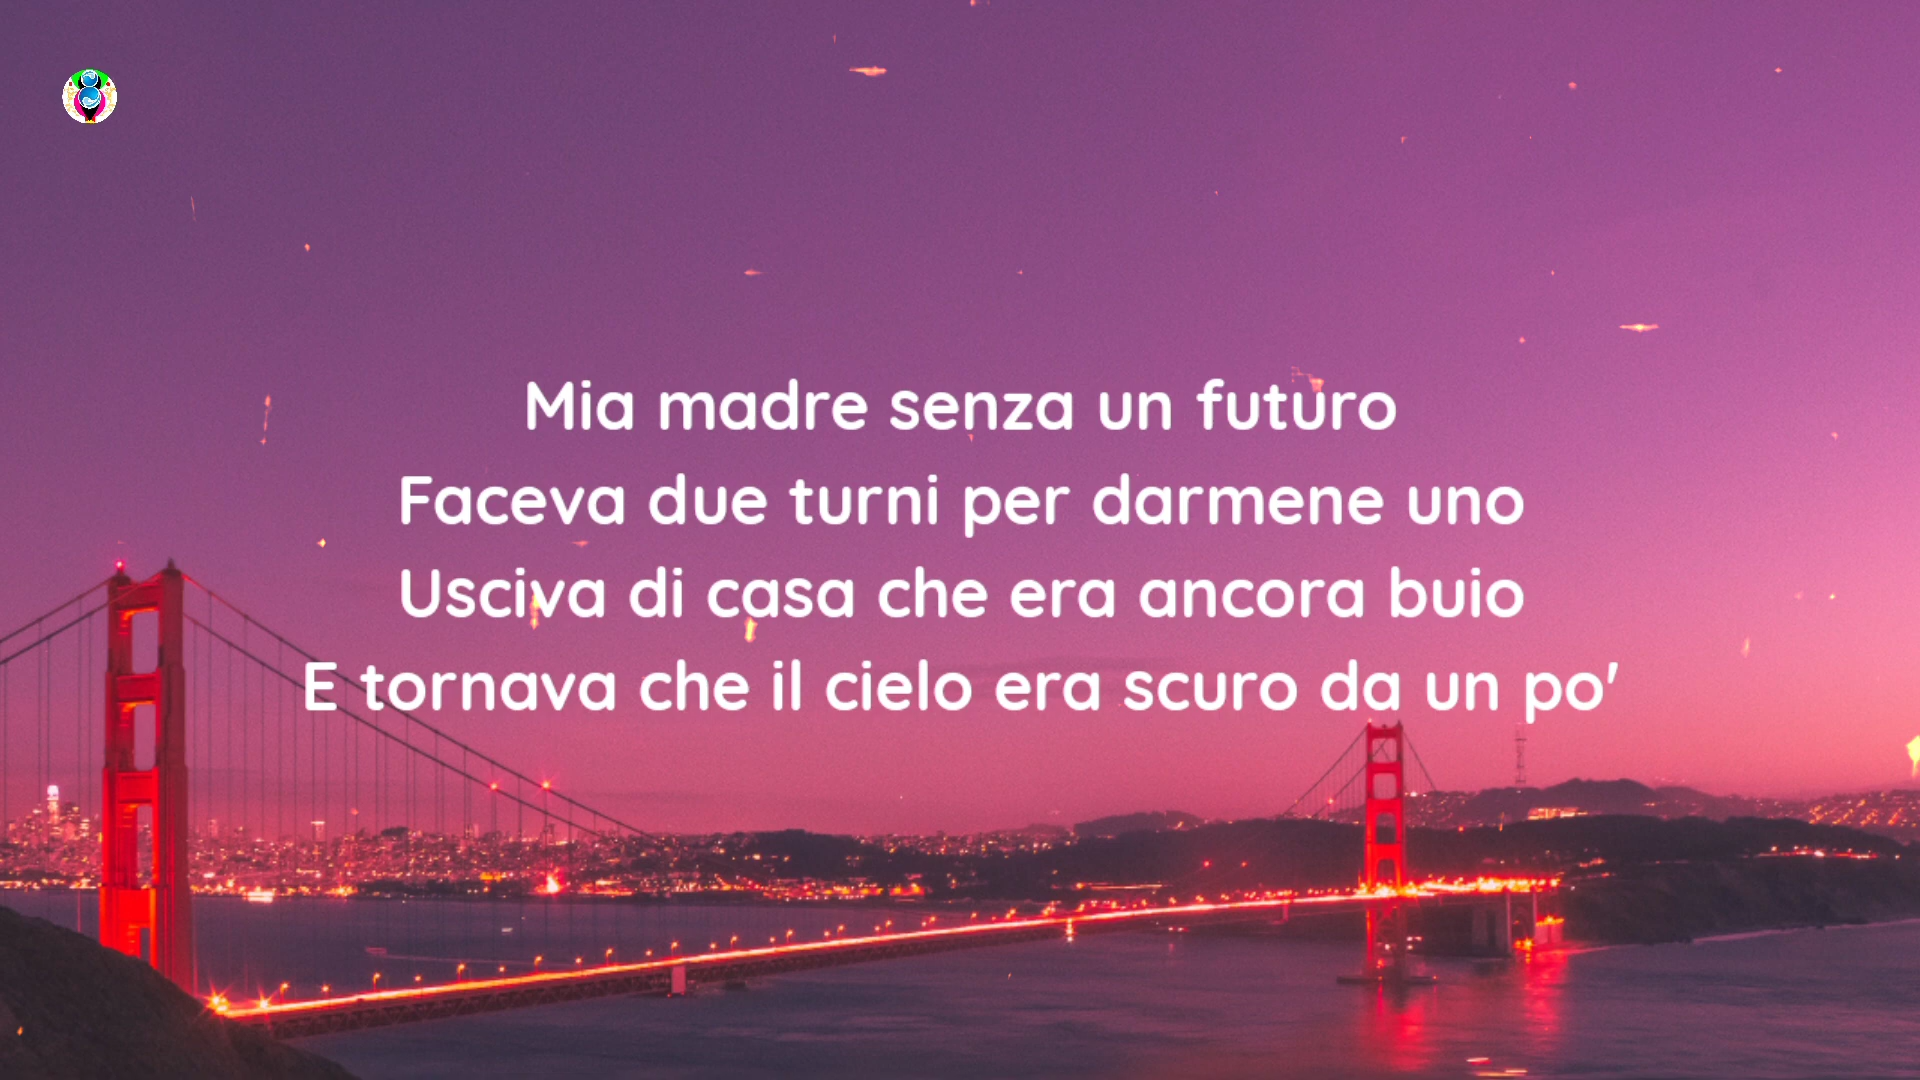 Mia madre senza un futuro
Faceva due turni per darmene uno
Usciva di casa che era ancora buio
E tornava che il cielo era scuro da un po'